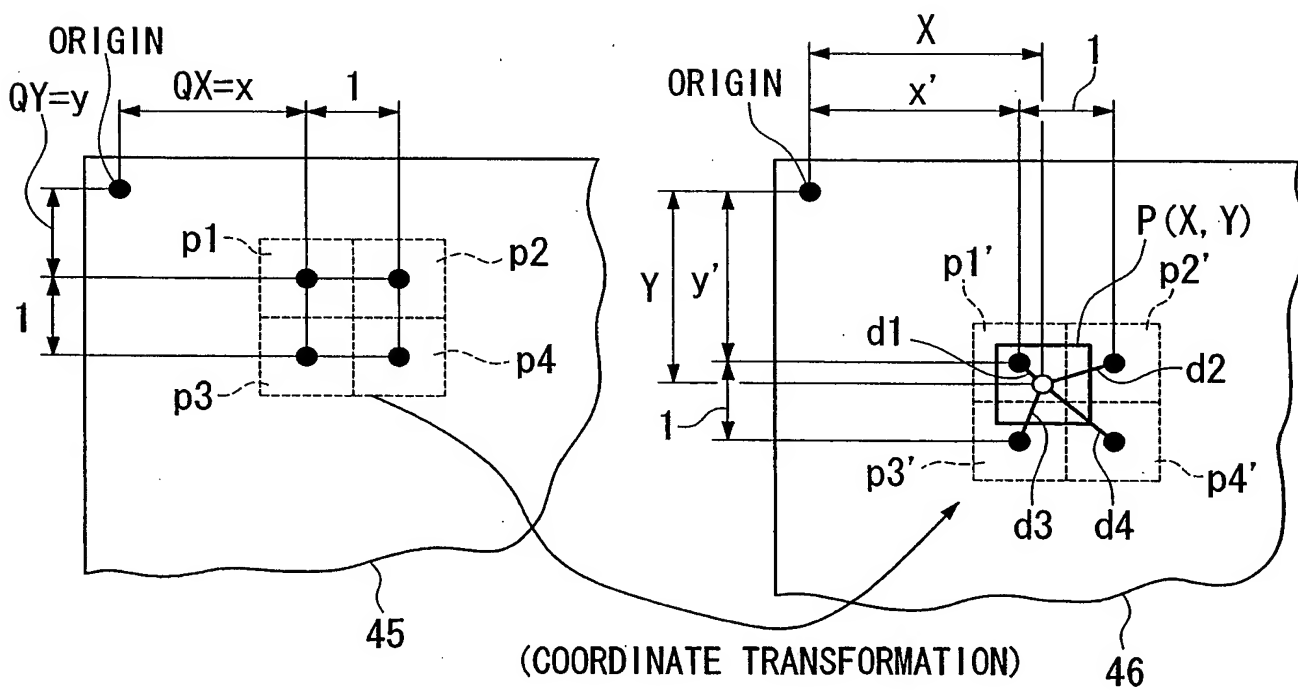 ORIGIN
QX=x
1
QY=y
1
p1
p2
p3
p4
45
X
1
ORIGIN
x'
P(X, Y)
p1'
p2'
Y
y'
d1
d2
1
p3'
p4'
d3
d4
46
(COORDINATE TRANSFORMATION)